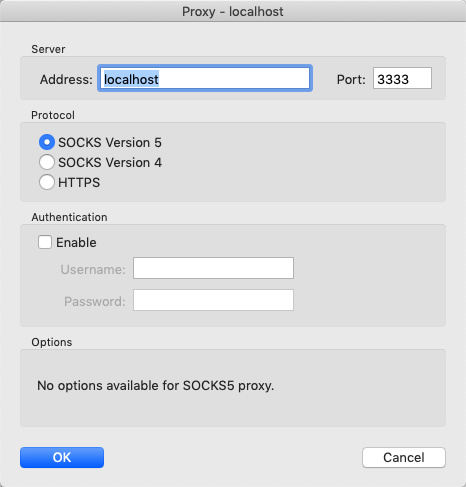 Proxy - localhost
Server
Address: localhost Port: 3333
Protocol
SOCKS Version 5
SOCKS Version 4
HTTPS
Authentication
Enable
Username:
Password:
Options
No options available for SOCKS5 proxy.
OK Cancel